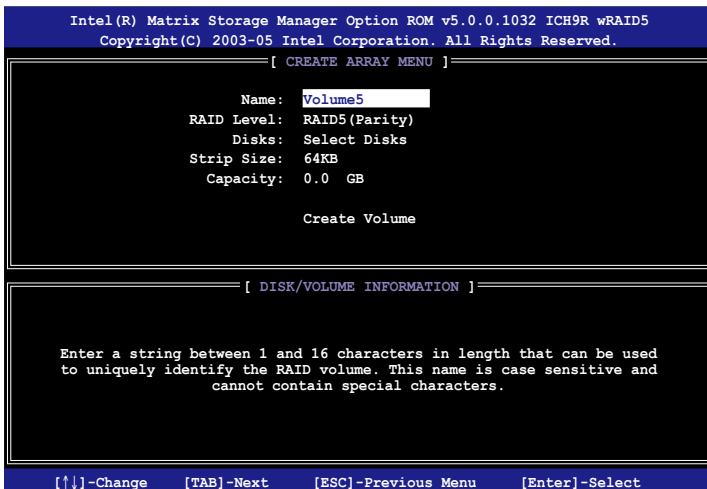 Intel(R) Matrix Storage Manager Option ROM v5.0.0.1032 ICH9R wRAID5
Copyright(C) 2003-05 Intel Corporation. All Rights Reserved.
[ CREATE ARRAY MENU ]
Name: Volume5
RAID Level: RAID5(Parity)
Disks: Select Disks
Strip Size: 64KB
Capacity: 0.0 GB
Create Volume
[ DISK/VOLUME INFORMATION ]
Enter a string between 1 and 16 characters in length that can be used
to uniquely identify the RAID volume. This name is case sensitive and
cannot contain special characters.
[↑↓]-Change [TAB]-Next [ESC]-Previous Menu [Enter]-Select